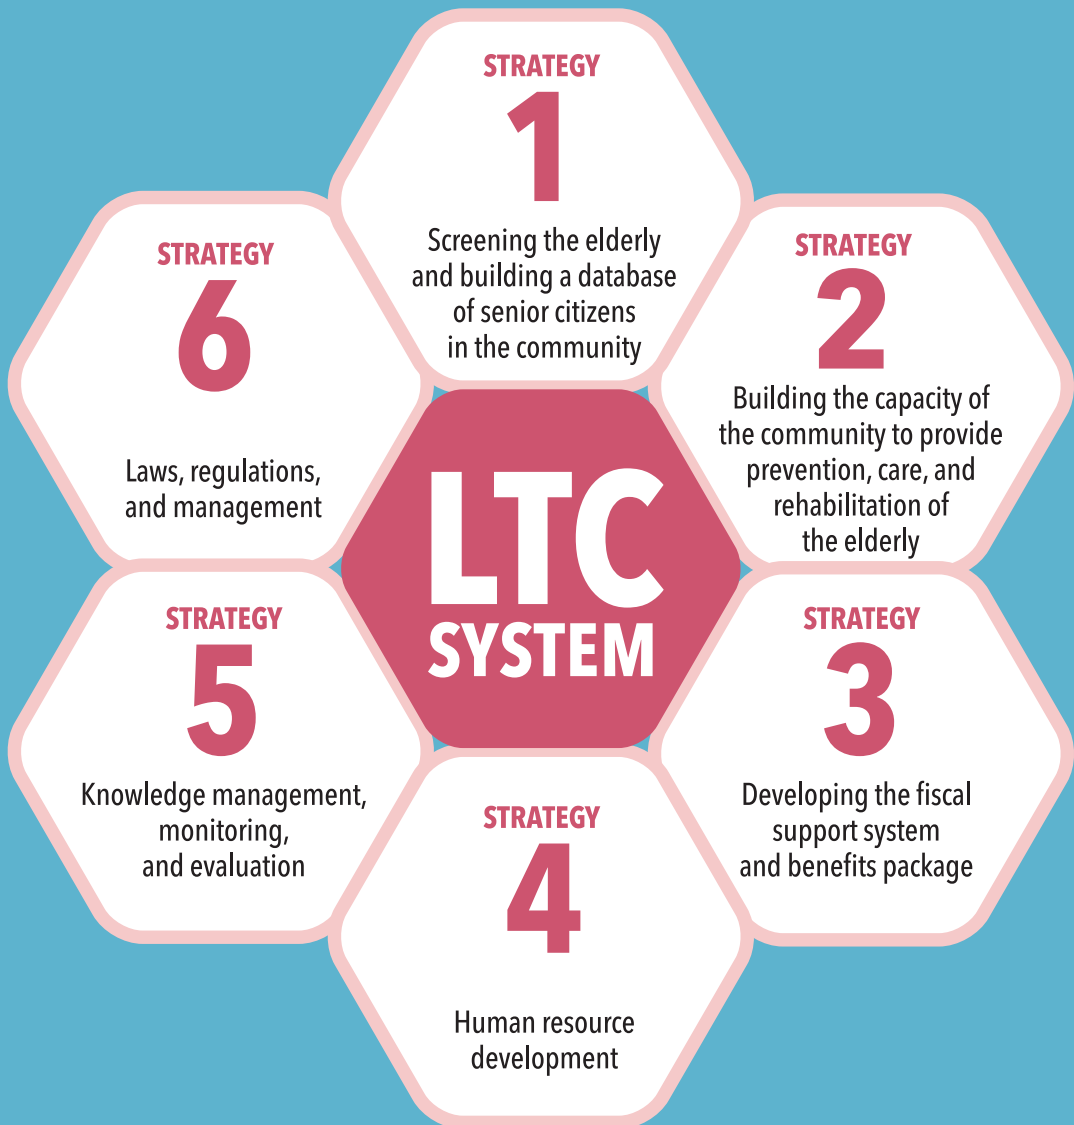 STRATEGY
1
Screening the elderly
and building a database
of senior citizens
in the community
STRATEGY
2
Building the capacity of
the community to provide
prevention, care, and
rehabilitation of
the elderly
STRATEGY
3
Developing the fiscal
support system
and benefits package
STRATEGY
4
Human resource
development
STRATEGY
5
Knowledge management,
monitoring,
and evaluation
STRATEGY
6
Laws, regulations,
and management
LTC
SYSTEM